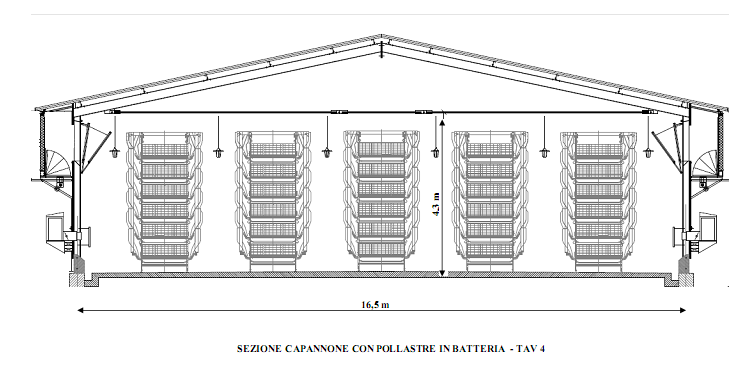 4.3 m
16,5 m
SEZIONE CAPANNONE CON POLLASTRE IN BATTERIA - TAV 4